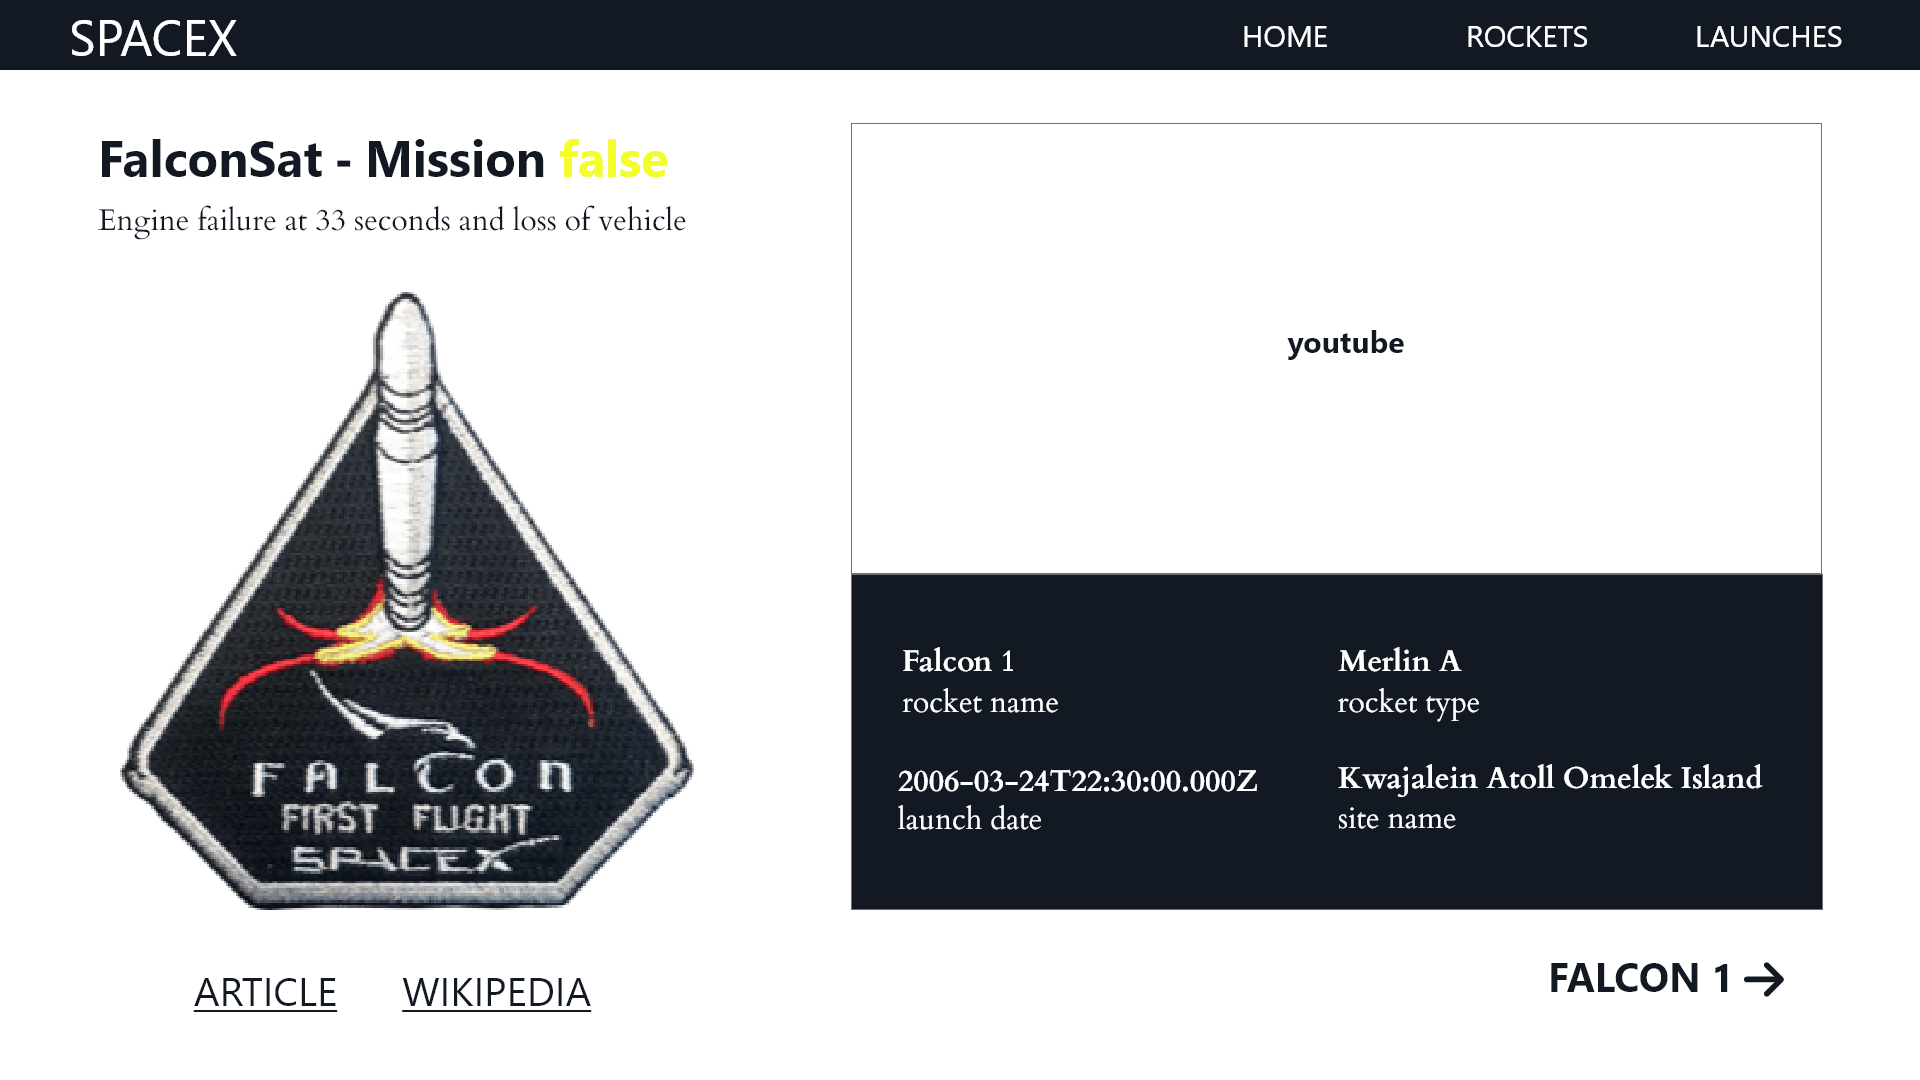 SPACEX
HOME
ROCKETS
LAUNCHES
FalconSat - Mission false
Engine failure at 33 seconds and loss of vehicle
FALCON
FIRST FLIGHT
SPACEX
ARTICLE
WIKIPEDIA
youtube
Falcon 1
rocket name
Merlin A
rocket type
2006-03-24T22:30:00.000Z
launch date
Kwajalein Atoll Omelek Island
site name
FALCON 1